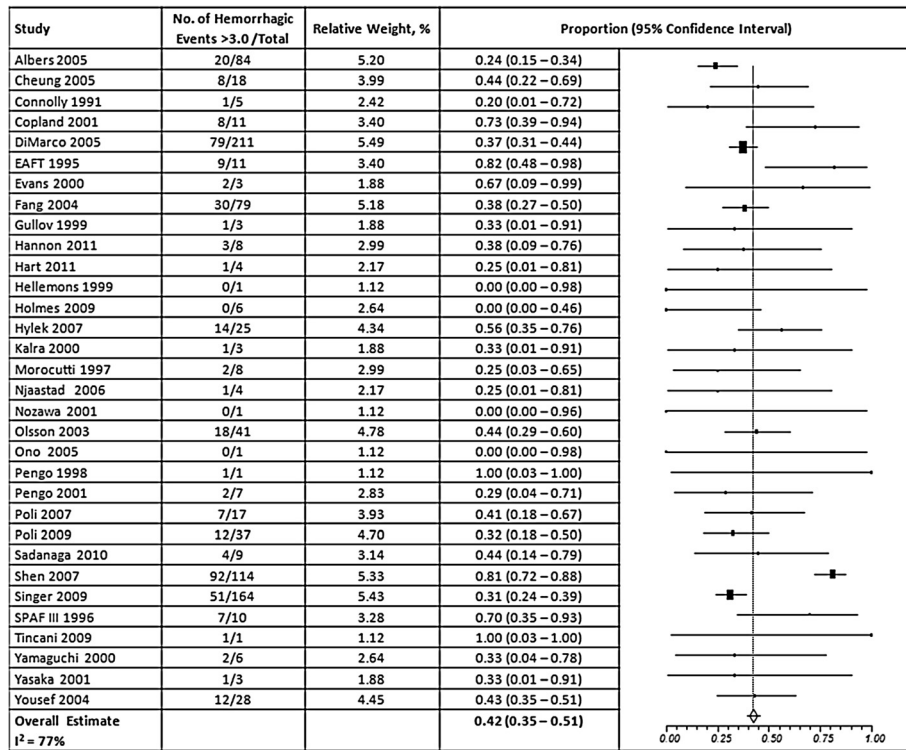 Study No. of Hemorrhagic Events >3.0 /Total Relative Weight, % Proportion (95% Confidence Interval)
Albers 2005 20/84 5.20 0.24 (0.15 – 0.34)
Cheung 2005 8/18 3.99 0.44 (0.22 – 0.69)
Connolly 1991 1/5 2.42 0.20 (0.01 – 0.72)
Copland 2001 8/11 3.40 0.73 (0.39 – 0.94)
DiMarco 2005 79/211 5.49 0.37 (0.31 – 0.44)
EAFT 1995 9/11 3.40 0.82 (0.48 – 0.98)
Evans 2000 2/3 1.88 0.67 (0.09 – 0.99)
Fang 2004 30/79 5.18 0.38 (0.27 – 0.50)
Gullov 1999 1/3 1.88 0.33 (0.01 – 0.91)
Hannon 2011 3/8 2.99 0.38 (0.09 – 0.76)
Hart 2011 1/4 2.17 0.25 (0.01 – 0.81)
Hellemons 1999 0/1 1.12 0.00 (0.00 – 0.98)
Holmes 2009 0/6 2.64 0.00 (0.00 – 0.46)
Hylek 2007 14/25 4.34 0.56 (0.35 – 0.76)
Kalra 2000 1/3 1.88 0.33 (0.01 – 0.91)
Morocutti 1997 2/8 2.99 0.25 (0.03 – 0.65)
Njaastad 2006 1/4 2.17 0.25 (0.01 – 0.81)
Nozawa 2001 0/1 1.12 0.00 (0.00 – 0.96)
Olsson 2003 18/41 4.78 0.44 (0.29 – 0.60)
Ono 2005 0/1 1.12 0.00 (0.00 – 0.98)
Pengo 1998 1/1 1.12 1.00 (0.03 – 1.00)
Pengo 2001 2/7 2.83 0.29 (0.04 – 0.71)
Poli 2007 7/17 3.93 0.41 (0.18 – 0.67)
Poli 2009 12/37 4.70 0.32 (0.18 – 0.50)
Sadanaga 2010 4/9 3.14 0.44 (0.14 – 0.79)
Shen 2007 92/114 5.33 0.81 (0.72 – 0.88)
Singer 2009 51/164 5.43 0.31 (0.24 – 0.39)
SPAF III 1996 7/10 3.28 0.70 (0.35 – 0.93)
Tincani 2009 1/1 1.12 1.00 (0.03 – 1.00)
Yamaguchi 2000 2/6 2.64 0.33 (0.04 – 0.78)
Yasaka 2001 1/3 1.88 0.33 (0.01 – 0.91)
Yousef 2004 12/28 4.45 0.43 (0.35 – 0.51)
Overall Estimate 0.42 (0.35 – 0.51)
I² = 77%
0.00 0.25 0.50 0.75 1.00